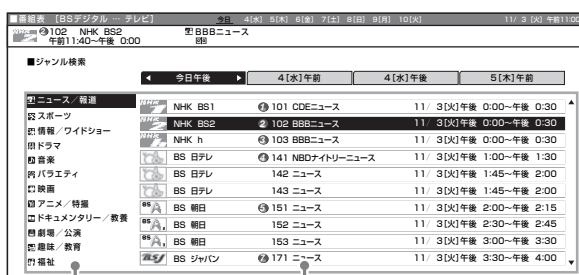 ■番組表 [BSデジタル … テレビ] 今日 4[水] 5[木] 6[金] 7[土] 8[日] 9[月] 10[火] 11/ 3 [火] 午前11:00
②102 NHK BS2 BBBニュース
午前11:40～午後 0:00
■ジャンル検索
◀ 今日午後 ▶ 4[水]午前 4[水]午後 5[木]午前
ニュース／報道
スポーツ
情報／ワイドショー
ドラマ
音楽
バラエティ
映画
アニメ／特撮
ドキュメンタリー／教養
劇場／公演
趣味／教育
福祉
NHK BS1 ①101 CDEニュース 11/ 3[火]午後 0:00～午後 0:30
NHK BS2 ②102 BBBニュース 11/ 3[火]午後 0:00～午後 0:30
NHK h ③103 BBBニュース 11/ 3[火]午後 0:00～午後 0:30
BS 日テレ ④141 NBDナイトリーニュース 11/ 3[火]午後 1:00～午後 1:30
BS 日テレ 142 ニュース 11/ 3[火]午後 1:45～午後 2:00
BS 日テレ 143 ニュース 11/ 3[火]午後 1:45～午後 2:00
BS 朝日 ⑤151 ニュース 11/ 3[火]午後 2:00～午後 2:15
BS 朝日 152 ニュース 11/ 3[火]午後 2:30～午後 2:45
BS 朝日 153 ニュース 11/ 3[火]午後 3:00～午後 3:30
BS ジャパン ⑦171 ニュース 11/ 3[火]午後 3:30～午後 4:00